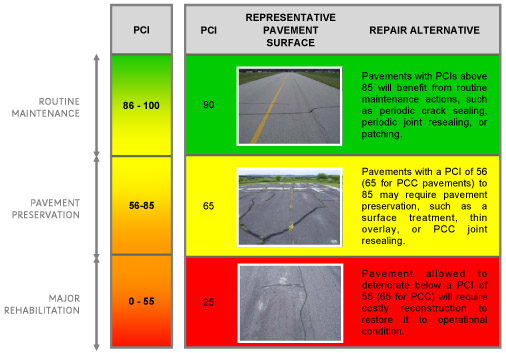 PCI
PCI
REPRESENTATIVE
PAVEMENT
SURFACE
REPAIR ALTERNATIVE
ROUTINE
MAINTENANCE
86 - 100
90
Pavements with PCIs above
85 will benefit from routine
maintenance actions, such
as periodic crack sealing,
periodic joint resealing, or
patching.
PAVEMENT
PRESERVATION
56-85
65
Pavements with a PCI of 56
(65 for PCC pavements) to
85 may require pavement
preservation, such as a
surface treatment, thin
overlay, or PCC joint
resealing.
MAJOR
REHABILITATION
0 - 55
25
Pavement allowed to
deteriorate below a PCI of
55 (65 for PCC) will require
costly reconstruction to
restore it to operational
condition.